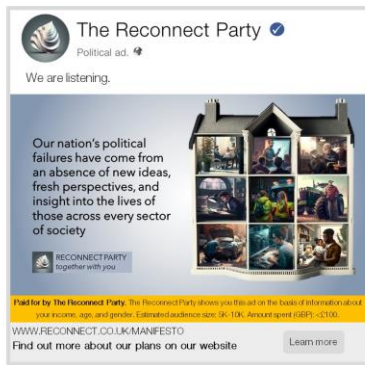 The Reconnect Party
Political ad.
We are listening.
Our nation's political
failures have come from
an absence of new ideas,
fresh perspectives, and
insight into the lives of
those across every sector
of society
RECONNECT PARTY
together with you
Paid for by The Reconnect Party. The Reconnect Party shows you this ad on the basis of information about
your income, age, and gender. Estimated audience size: 5K-10K. Amount spent (GBP): <£100.
WWW.RECONNECT.CO.UK/MANIFESTO
Find out more about our plans on our website
Learn more